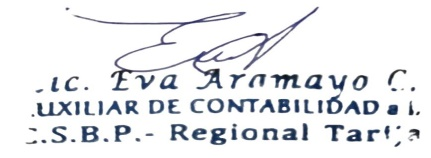 .ic. Eva Aramayo C.
.UXILIAR DE CONTABILIDAD a i.
.S.B.P.- Regional Tarija